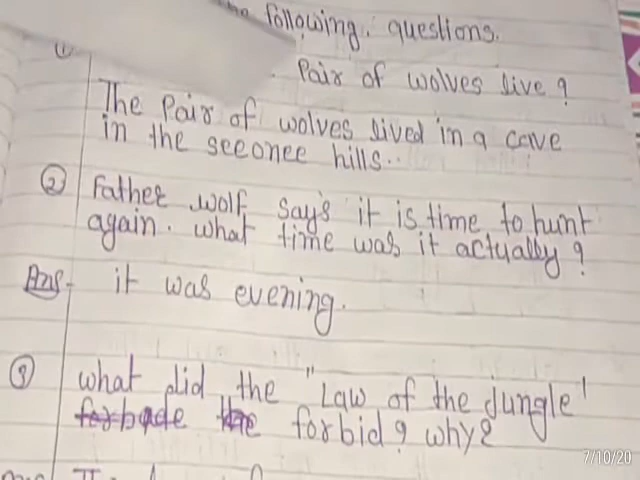 following. questions.
①
Pair of wolves live?
The Pair of wolves lived in a cave
in the seeonee hills..
② Father wolf say's it is time to hunt
again. what time was it actually?
Ans- it was evening.
③ what did the "Law of the jungle'
forbade the forbid? why?
7/10/20